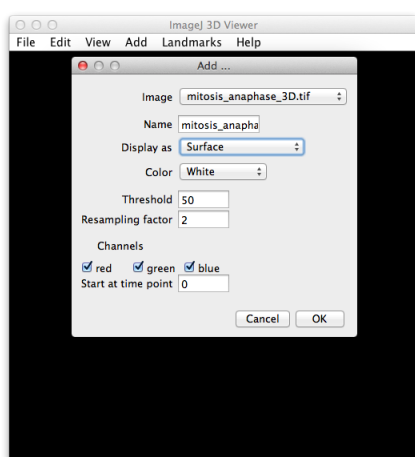 ImageJ 3D Viewer
File Edit View Add Landmarks Help
Add ...
Image mitosis_anaphase_3D.tif
Name mitosis_anapha
Display as Surface
Color White
Threshold 50
Resampling factor 2
Channels
red green blue
Start at time point 0
Cancel OK